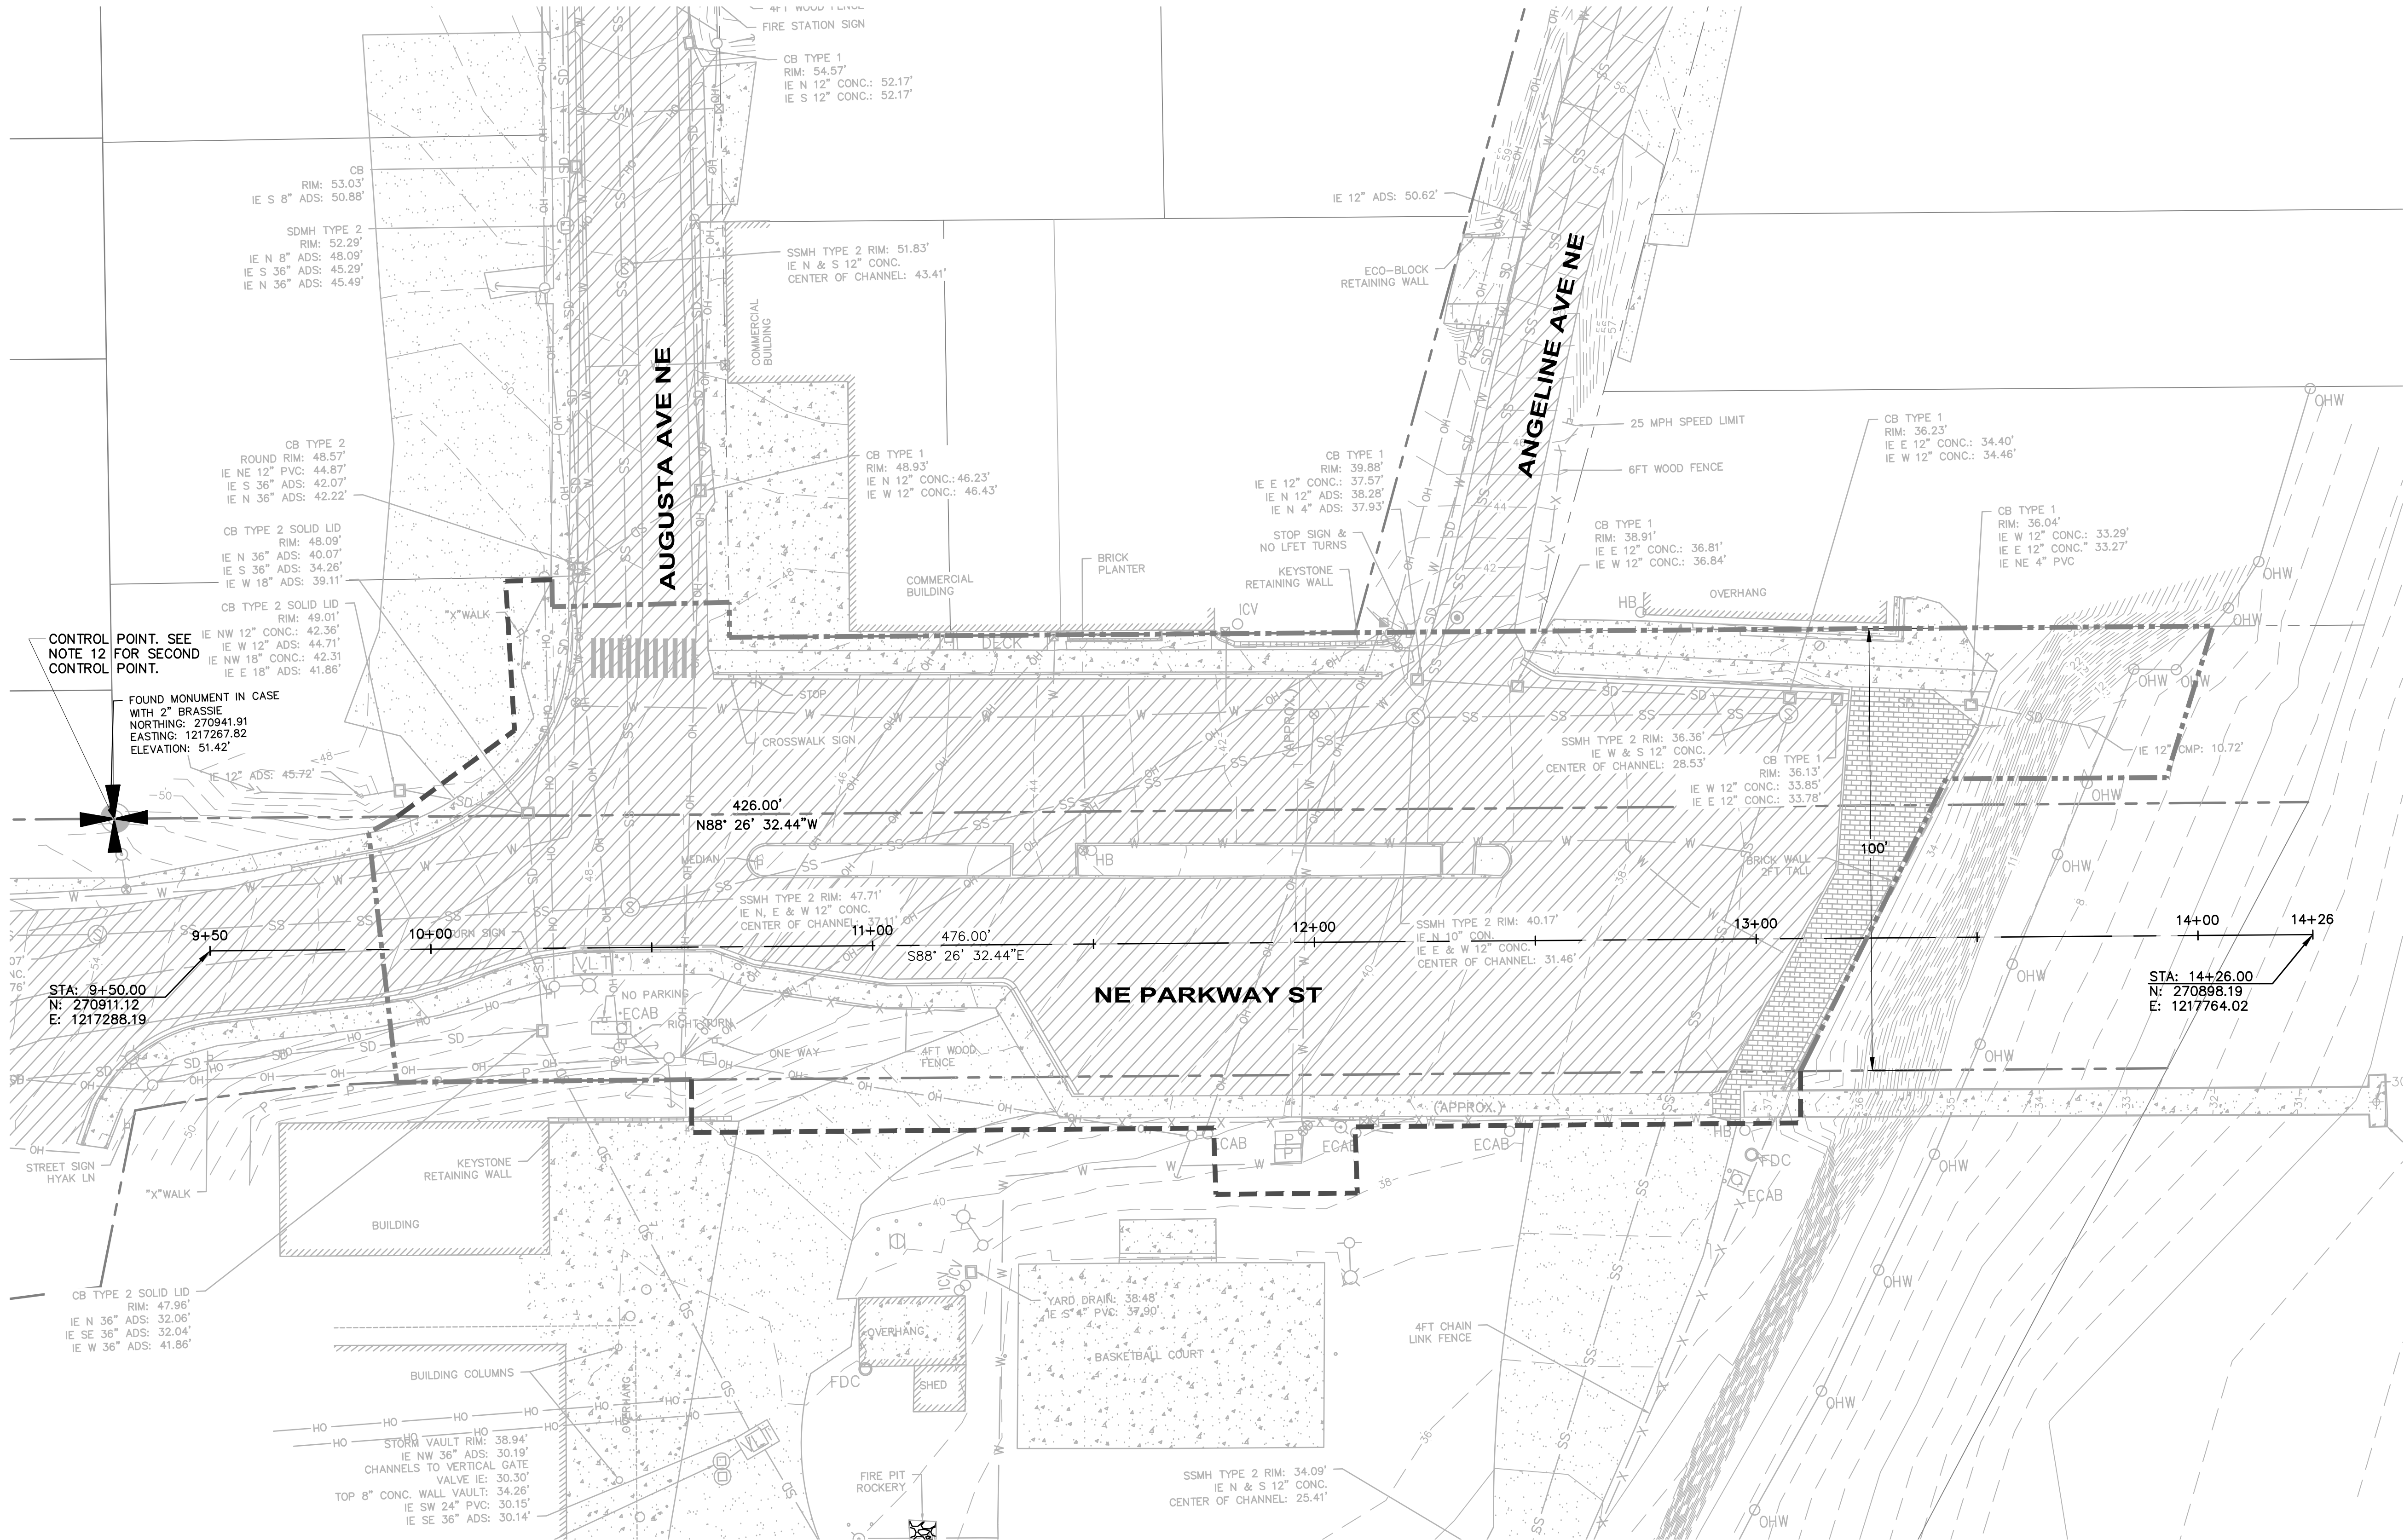 FIRE STATION SIGN
CB TYPE 1
RIM: 54.57'
IE N 12" CONC.: 52.17'
IE S 12" CONC.: 52.17'
CB
RIM: 53.03'
IE S 8" ADS: 50.88'
SDMH TYPE 2
RIM: 52.29'
IE N 8" ADS: 48.09'
IE S 36" ADS: 45.29'
IE N 36" ADS: 45.49'
SSMH TYPE 2 RIM: 51.83'
IE N & S 12" CONC.
CENTER OF CHANNEL: 43.41'
COMMERCIAL
BUILDING
AUGUSTA AVE NE
IE 12" ADS: 50.62'
ECO-BLOCK
RETAINING WALL
ANGELINE AVE NE
25 MPH SPEED LIMIT
6FT WOOD FENCE
CB TYPE 1
RIM: 36.23'
IE E 12" CONC.: 34.40'
IE W 12" CONC.: 34.46'
OHW
CB TYPE 2
ROUND RIM: 48.57'
IE NE 12" PVC: 44.87'
IE S 36" ADS: 42.07'
IE N 36" ADS: 42.22'
CB TYPE 1
RIM: 48.93'
IE N 12" CONC.: 46.23'
IE W 12" CONC.: 46.43'
CB TYPE 1
RIM: 39.88'
IE E 12" CONC.: 37.57'
IE N 12" ADS: 38.28'
IE N 4" ADS: 37.93'
STOP SIGN &
NO LFET TURNS
KEYSTONE
RETAINING WALL
CB TYPE 1
RIM: 38.91'
IE E 12" CONC.: 36.81'
IE W 12" CONC.: 36.84'
CB TYPE 1
RIM: 36.04'
IE W 12" CONC.: 33.29'
IE E 12" CONC." 33.27'
IE NE 4" PVC
CB TYPE 2 SOLID LID
RIM: 48.09'
IE N 36" ADS: 40.07'
IE S 36" ADS: 34.26'
IE W 18" ADS: 39.11'
CB TYPE 2 SOLID LID
RIM: 49.01'
IE NW 12" CONC.: 42.36'
IE W 12" ADS: 44.71'
IE NW 18" CONC.: 42.31
IE E 18" ADS: 41.86'
"X"WALK
COMMERCIAL
BUILDING
BRICK
PLANTER
ICV
HB
OVERHANG
OHW
OHW
DECK
CONTROL POINT. SEE
NOTE 12 FOR SECOND
CONTROL POINT.
FOUND MONUMENT IN CASE
WITH 2" BRASSIE
NORTHING: 270941.91
EASTING: 1217267.82
ELEVATION: 51.42'
IE 12" ADS: 45.72'
STOP
CROSSWALK SIGN
(APPROX.)
SSMH TYPE 2 RIM: 36.36'
IE W & S 12" CONC.
CENTER OF CHANNEL: 28.53'
CB TYPE 1
RIM: 36.13'
IE W 12" CONC.: 33.85'
IE E 12" CONC.: 33.78'
IE 12" CMP: 10.72'
OHW
OHW
426.00'
N88° 26' 32.44"W
MEDIAN
HB
100'
BRICK WALL
2FT TALL
OHW
SSMH TYPE 2 RIM: 47.71'
IE N, E & W 12" CONC.
CENTER OF CHANNEL: 37.11'
SSMH TYPE 2 RIM: 40.17'
IE N 10" CON.
IE E & W 12" CONC.
CENTER OF CHANNEL: 31.46'
9+50
10+00
11+00
12+00
13+00
14+00
14+26
476.00'
S88° 26' 32.44"E
VLT
STA: 9+50.00
N: 270911.12
E: 1217288.19
STA: 14+26.00
N: 270898.19
E: 1217764.02
NE PARKWAY ST
NO PARKING
ECAB
RIGHT TURN
ONE WAY
4FT WOOD
FENCE
OHW
OHW
(APPROX.)
ECAB
ECAB
ECAB
HB
FDC
ECAB
OHW
STREET SIGN
HYAK LN
"X"WALK
KEYSTONE
RETAINING WALL
BUILDING
CB TYPE 2 SOLID LID
RIM: 47.96'
IE N 36" ADS: 32.06'
IE SE 36" ADS: 32.04'
IE W 36" ADS: 41.86'
ICV
ICV
YARD DRAIN: 38.48'
IE S 4" PVC: 37.90'
OVERHANG
FDC
SHED
BASKETBALL COURT
4FT CHAIN
LINK FENCE
OHW
OHW
OHW
BUILDING COLUMNS
OVERHANG
STORM VAULT RIM: 38.94'
IE NW 36" ADS: 30.19'
CHANNELS TO VERTICAL GATE
VALVE IE: 30.30'
TOP 8" CONC. WALL VAULT: 34.26'
IE SW 24" PVC: 30.15'
IE SE 36" ADS: 30.14'
VLT
FIRE PIT
ROCKERY
SSMH TYPE 2 RIM: 34.09'
IE N & S 12" CONC.
CENTER OF CHANNEL: 25.41'